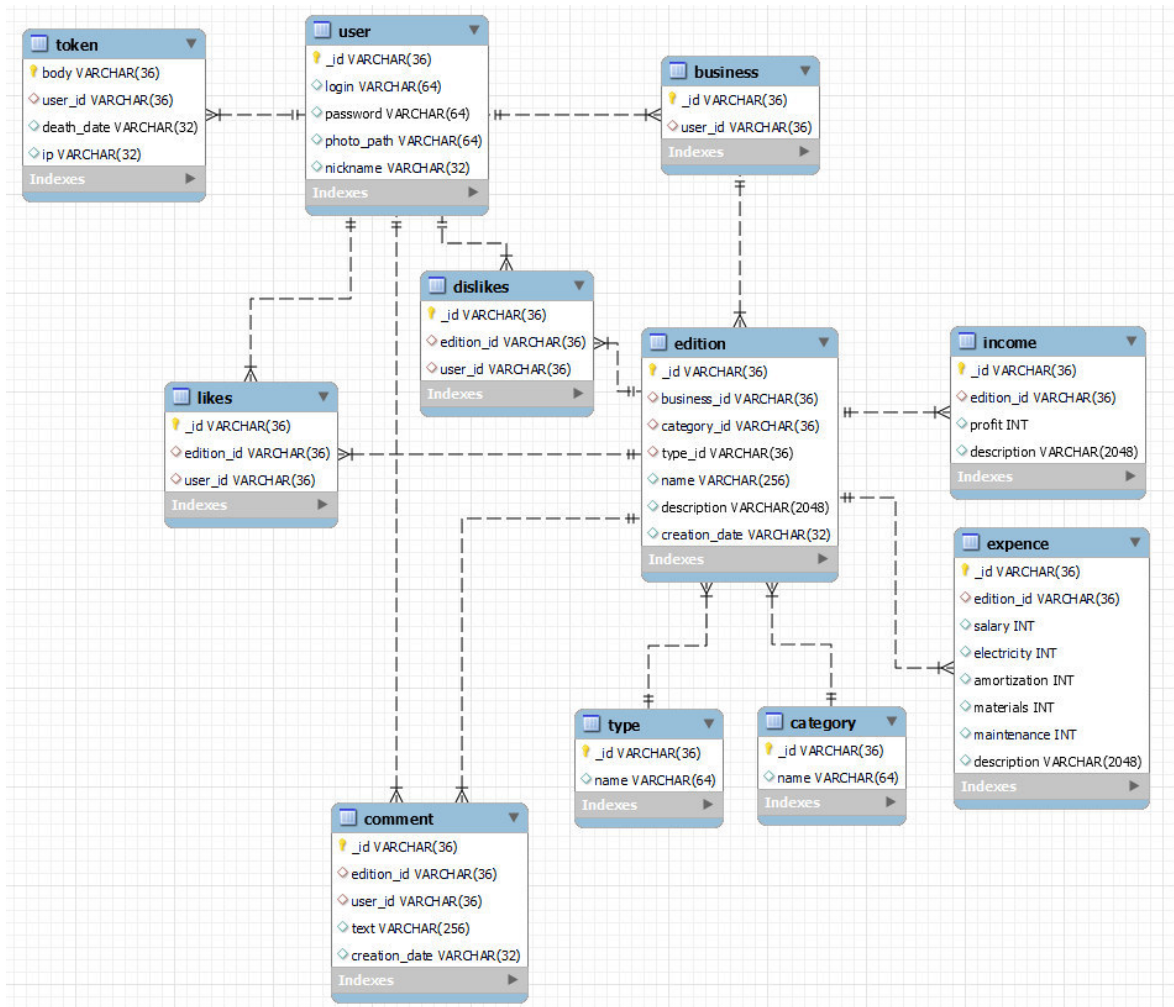 token
body VARCHAR(36)
user_id VARCHAR(36)
death_date VARCHAR(32)
ip VARCHAR(32)
Indexes
user
_id VARCHAR(36)
login VARCHAR(64)
password VARCHAR(64)
photo_path VARCHAR(64)
nickname VARCHAR(32)
Indexes
business
_id VARCHAR(36)
user_id VARCHAR(36)
Indexes
dislikes
_id VARCHAR(36)
edition_id VARCHAR(36)
user_id VARCHAR(36)
Indexes
likes
_id VARCHAR(36)
edition_id VARCHAR(36)
user_id VARCHAR(36)
Indexes
edition
_id VARCHAR(36)
business_id VARCHAR(36)
category_id VARCHAR(36)
type_id VARCHAR(36)
name VARCHAR(256)
description VARCHAR(2048)
creation_date VARCHAR(32)
Indexes
income
_id VARCHAR(36)
edition_id VARCHAR(36)
profit INT
description VARCHAR(2048)
Indexes
expence
_id VARCHAR(36)
edition_id VARCHAR(36)
salary INT
electricity INT
amortization INT
materials INT
maintenance INT
description VARCHAR(2048)
Indexes
type
_id VARCHAR(36)
name VARCHAR(64)
Indexes
category
_id VARCHAR(36)
name VARCHAR(64)
Indexes
comment
_id VARCHAR(36)
edition_id VARCHAR(36)
user_id VARCHAR(36)
text VARCHAR(256)
creation_date VARCHAR(32)
Indexes